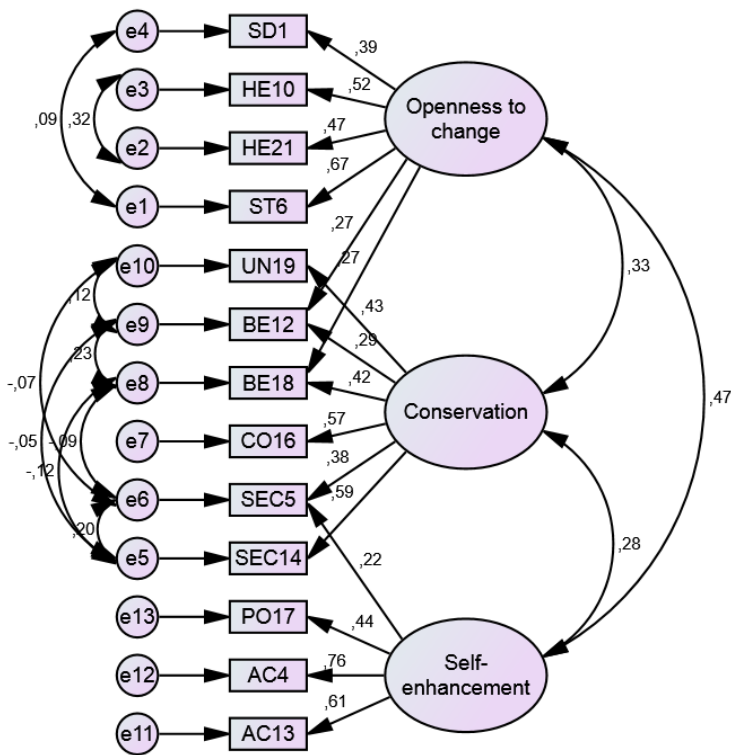 e4
SD1
,39
e3
HE10
,52
Openness to
change
,09
,32
e2
HE21
,47
,67
e1
ST6
,27
,27
e10
UN19
,33
,12
,43
e9
BE12
,29
,23
e8
BE18
,42
-,07
Conservation
,47
-,05
-,09
e7
CO16
,57
-,12
,38
e6
SEC5
,59
,20
e5
SEC14
,22
,28
e13
PO17
,44
Self-
enhancement
e12
AC4
,76
,61
e11
AC13